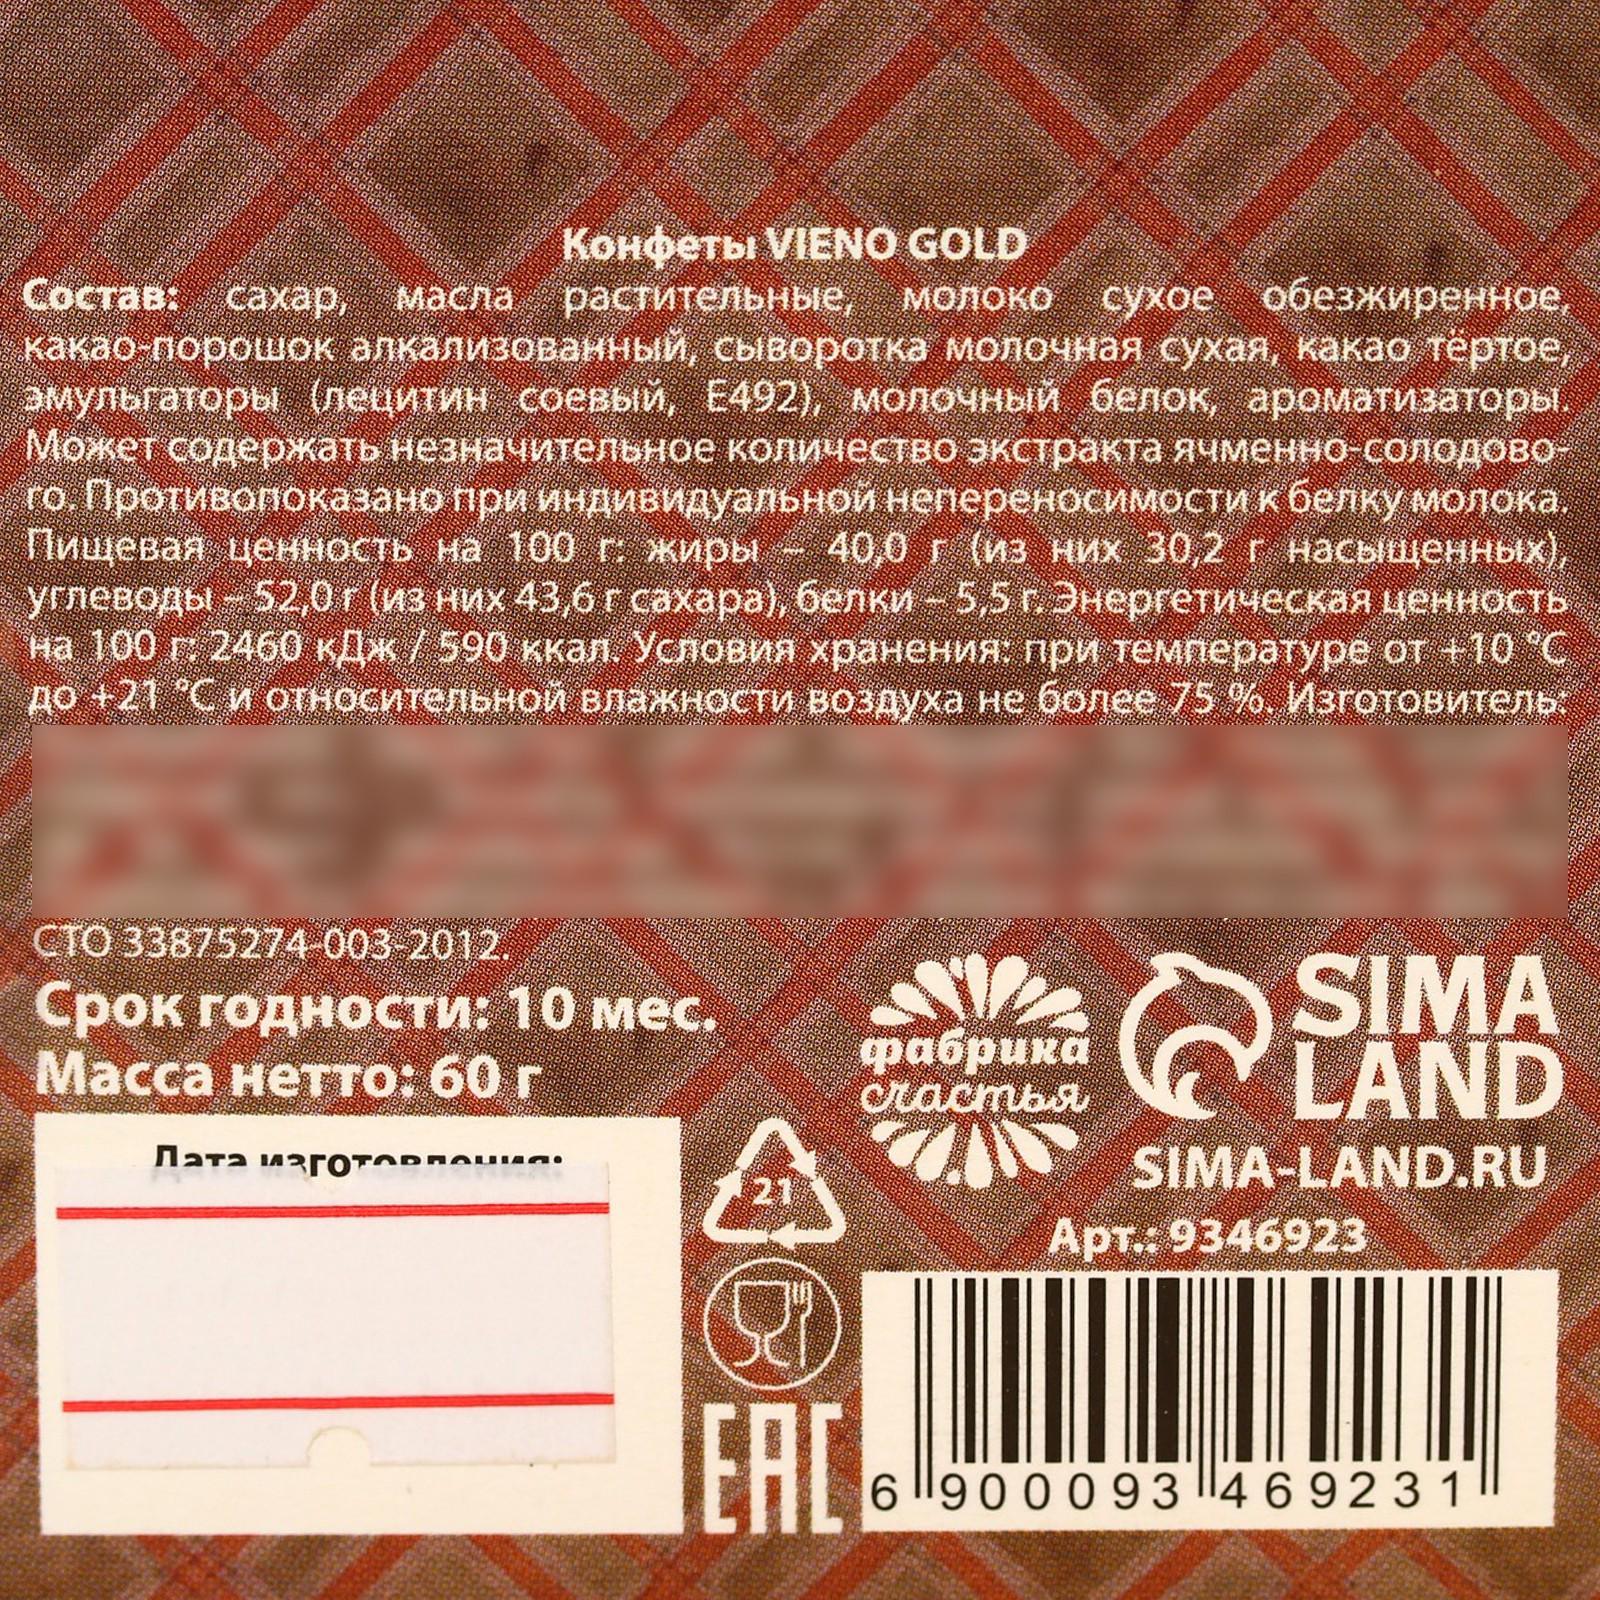 Конфеты VIENO GOLD
Состав: сахар, масла растительные, молоко сухое обезжиренное,
какао-порошок алкализованный, сыворотка молочная сухая, какао тёртое,
эмульгаторы (лецитин соевый, Е492), молочный белок, ароматизаторы.
Может содержать незначительное количество экстракта ячменно-солодово-
го. Противопоказано при индивидуальной непереносимости к белку молока.
Пищевая ценность на 100 г: жиры – 40,0 г (из них 30,2 г насыщенных),
углеводы – 52,0 г (из них 43,6 г сахара), белки – 5,5 г. Энергетическая ценность
на 100 г: 2460 кДж / 590 ккал. Условия хранения: при температуре от +10 °C
до +21 °C и относительной влажности воздуха не более 75 %. Изготовитель:
СТО 33875274-003-2012.
Срок годности: 10 мес.
Масса нетто: 60 г
Дата изготовления:
фабрика
счастья
SIMA
LAND
SIMA-LAND.RU
21
Арт.: 9346923
EAC
6 900093 469231